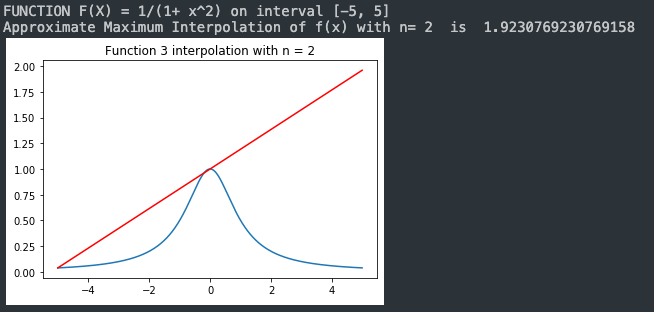 FUNCTION F(X) = 1/(1+ x^2) on interval [-5, 5]
Approximate Maximum Interpolation of f(x) with n= 2  is  1.9230769230769158
Function 3 interpolation with n = 2
2.00
1.75
1.50
1.25
1.00
0.75
0.50
0.25
0.00
−4 −2 0 2 4